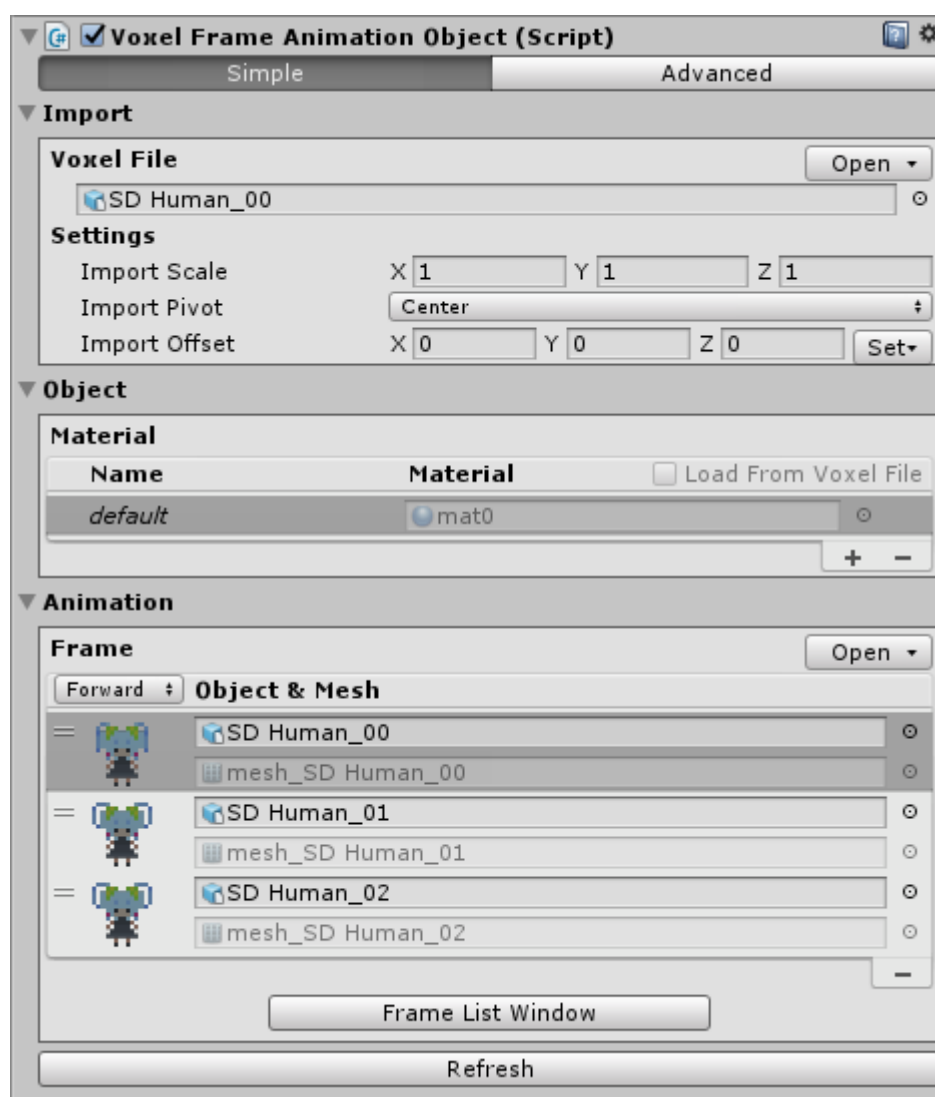 Voxel Frame Animation Object (Script)
Simple Advanced
Import
Voxel File Open
SD Human_00
Settings
Import Scale X 1 Y 1 Z 1
Import Pivot Center
Import Offset X 0 Y 0 Z 0 Set
Object
Material
Name Material Load From Voxel File
default mat0
+ −
Animation
Frame Open
Forward Object & Mesh
SD Human_00
mesh_SD Human_00
SD Human_01
mesh_SD Human_01
SD Human_02
mesh_SD Human_02
−
Frame List Window
Refresh